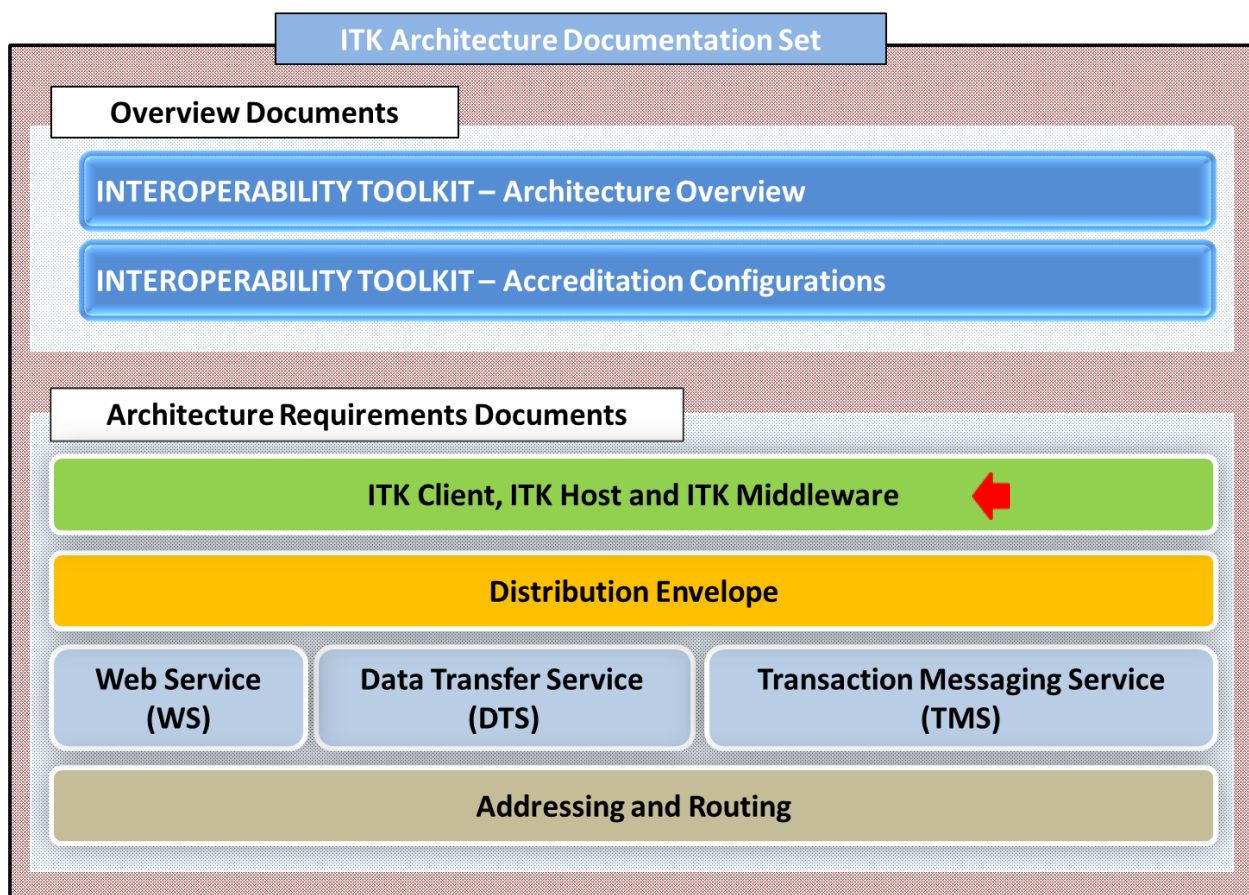 ITK Architecture Documentation Set
Overview Documents
INTEROPERABILITY TOOLKIT – Architecture Overview
INTEROPERABILITY TOOLKIT – Accreditation Configurations
Architecture Requirements Documents
ITK Client, ITK Host and ITK Middleware
Distribution Envelope
Web Service
(WS)
Data Transfer Service
(DTS)
Transaction Messaging Service
(TMS)
Addressing and Routing